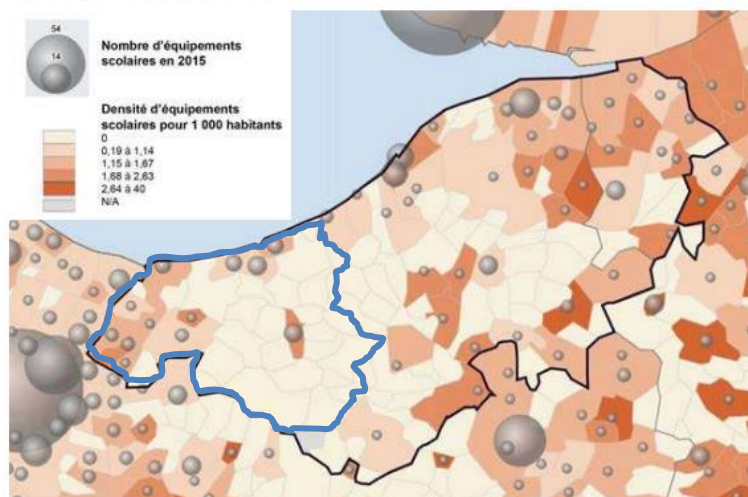 54
14
Nombre d'équipements
scolaires en 2015
Densité d'équipements
scolaires pour 1 000 habitants
0
0,19 à 1,14
1,15 à 1,67
1,68 à 2,63
2,64 à 40
N/A